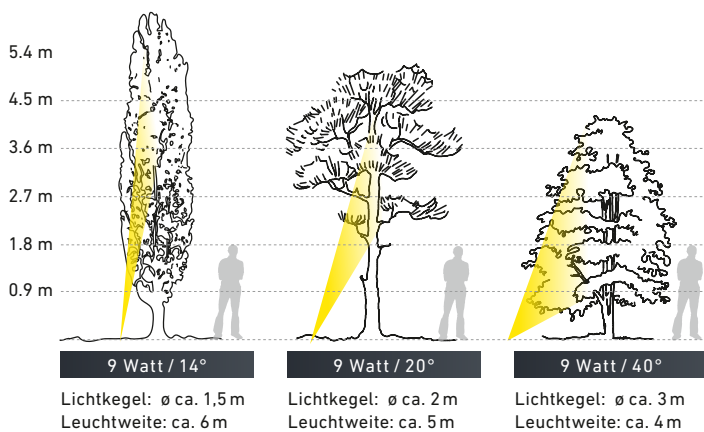 5.4 m
4.5 m
3.6 m
2.7 m
1.8 m
0.9 m
9 Watt / 14°
Lichtkegel: ø ca. 1,5 m
Leuchtweite: ca. 6 m
9 Watt / 20°
Lichtkegel: ø ca. 2 m
Leuchtweite: ca. 5 m
9 Watt / 40°
Lichtkegel: ø ca. 3 m
Leuchtweite: ca. 4 m